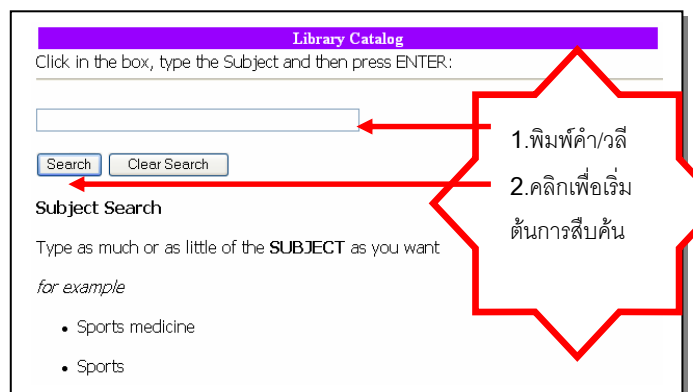 Library Catalog
Click in the box, type the Subject and then press ENTER:
Search Clear Search
Subject Search
Type as much or as little of the SUBJECT as you want
for example
• Sports medicine
• Sports
1.พิมพ์คำ/วลี
2.คลิกเพื่อเริ่ม
ต้นการสืบค้น